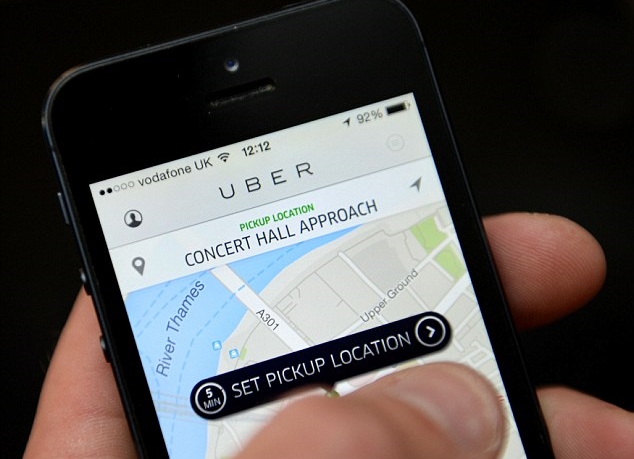 vodafone UK 12:12 92%
UBER
PICKUP LOCATION
CONCERT HALL APPROACH
River Thames
A301
Upper Ground
5 MIN SET PICKUP LOCATION